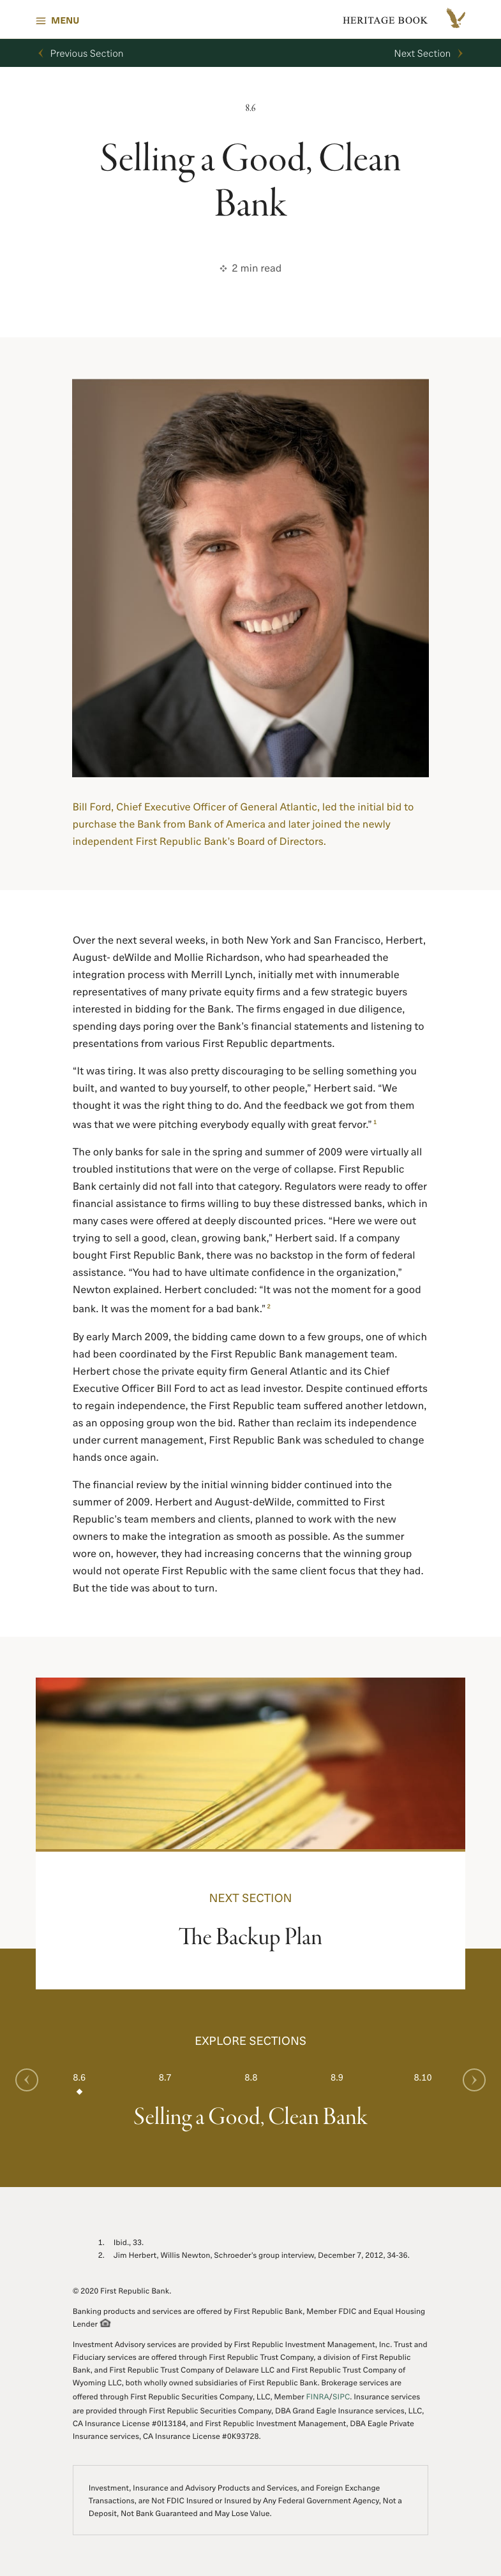 MENU
HERITAGE BOOK
Previous Section
Next Section
8.6
Selling a Good, Clean
Bank
2 min read
Bill Ford, Chief Executive Officer of General Atlantic, led the initial bid to
purchase the Bank from Bank of America and later joined the newly
independent First Republic Bank's Board of Directors.
Over the next several weeks, in both New York and San Francisco, Herbert,
August- deWilde and Mollie Richardson, who had spearheaded the
integration process with Merrill Lynch, initially met with innumerable
representatives of many private equity firms and a few strategic buyers
interested in bidding for the Bank. The firms engaged in due diligence,
spending days poring over the Bank's financial statements and listening to
presentations from various First Republic departments.
“It was tiring. It was also pretty discouraging to be selling something you
built, and wanted to buy yourself, to other people,” Herbert said. “We
thought it was the right thing to do. And the feedback we got from them
was that we were pitching everybody equally with great fervor.” 1
The only banks for sale in the spring and summer of 2009 were virtually all
troubled institutions that were on the verge of collapse. First Republic
Bank certainly did not fall into that category. Regulators were ready to offer
financial assistance to firms willing to buy these distressed banks, which in
many cases were offered at deeply discounted prices. “Here we were out
trying to sell a good, clean, growing bank,” Herbert said. If a company
bought First Republic Bank, there was no backstop in the form of federal
assistance. “You had to have ultimate confidence in the organization,”
Newton explained. Herbert concluded: “It was not the moment for a good
bank. It was the moment for a bad bank.” 2
By early March 2009, the bidding came down to a few groups, one of which
had been coordinated by the First Republic Bank management team.
Herbert chose the private equity firm General Atlantic and its Chief
Executive Officer Bill Ford to act as lead investor. Despite continued efforts
to regain independence, the First Republic team suffered another letdown,
as an opposing group won the bid. Rather than reclaim its independence
under current management, First Republic Bank was scheduled to change
hands once again.
The financial review by the initial winning bidder continued into the
summer of 2009. Herbert and August-deWilde, committed to First
Republic's team members and clients, planned to work with the new
owners to make the integration as smooth as possible. As the summer
wore on, however, they had increasing concerns that the winning group
would not operate First Republic with the same client focus that they had.
But the tide was about to turn.
NEXT SECTION
The Backup Plan
EXPLORE SECTIONS
8.6 8.7 8.8 8.9 8.10
Selling a Good, Clean Bank
1. Ibid., 33.
2. Jim Herbert, Willis Newton, Schroeder's group interview, December 7, 2012, 34-36.
© 2020 First Republic Bank.
Banking products and services are offered by First Republic Bank, Member FDIC and Equal Housing
Lender
Investment Advisory services are provided by First Republic Investment Management, Inc. Trust and
Fiduciary services are offered through First Republic Trust Company, a division of First Republic
Bank, and First Republic Trust Company of Delaware LLC and First Republic Trust Company of
Wyoming LLC, both wholly owned subsidiaries of First Republic Bank. Brokerage services are
offered through First Republic Securities Company, LLC, Member FINRA/SIPC. Insurance services
are provided through First Republic Securities Company, DBA Grand Eagle Insurance services, LLC,
CA Insurance License #0I13184, and First Republic Investment Management, DBA Eagle Private
Insurance services, CA Insurance License #0K93728.
Investment, Insurance and Advisory Products and Services, and Foreign Exchange
Transactions, are Not FDIC Insured or Insured by Any Federal Government Agency, Not a
Deposit, Not Bank Guaranteed and May Lose Value.